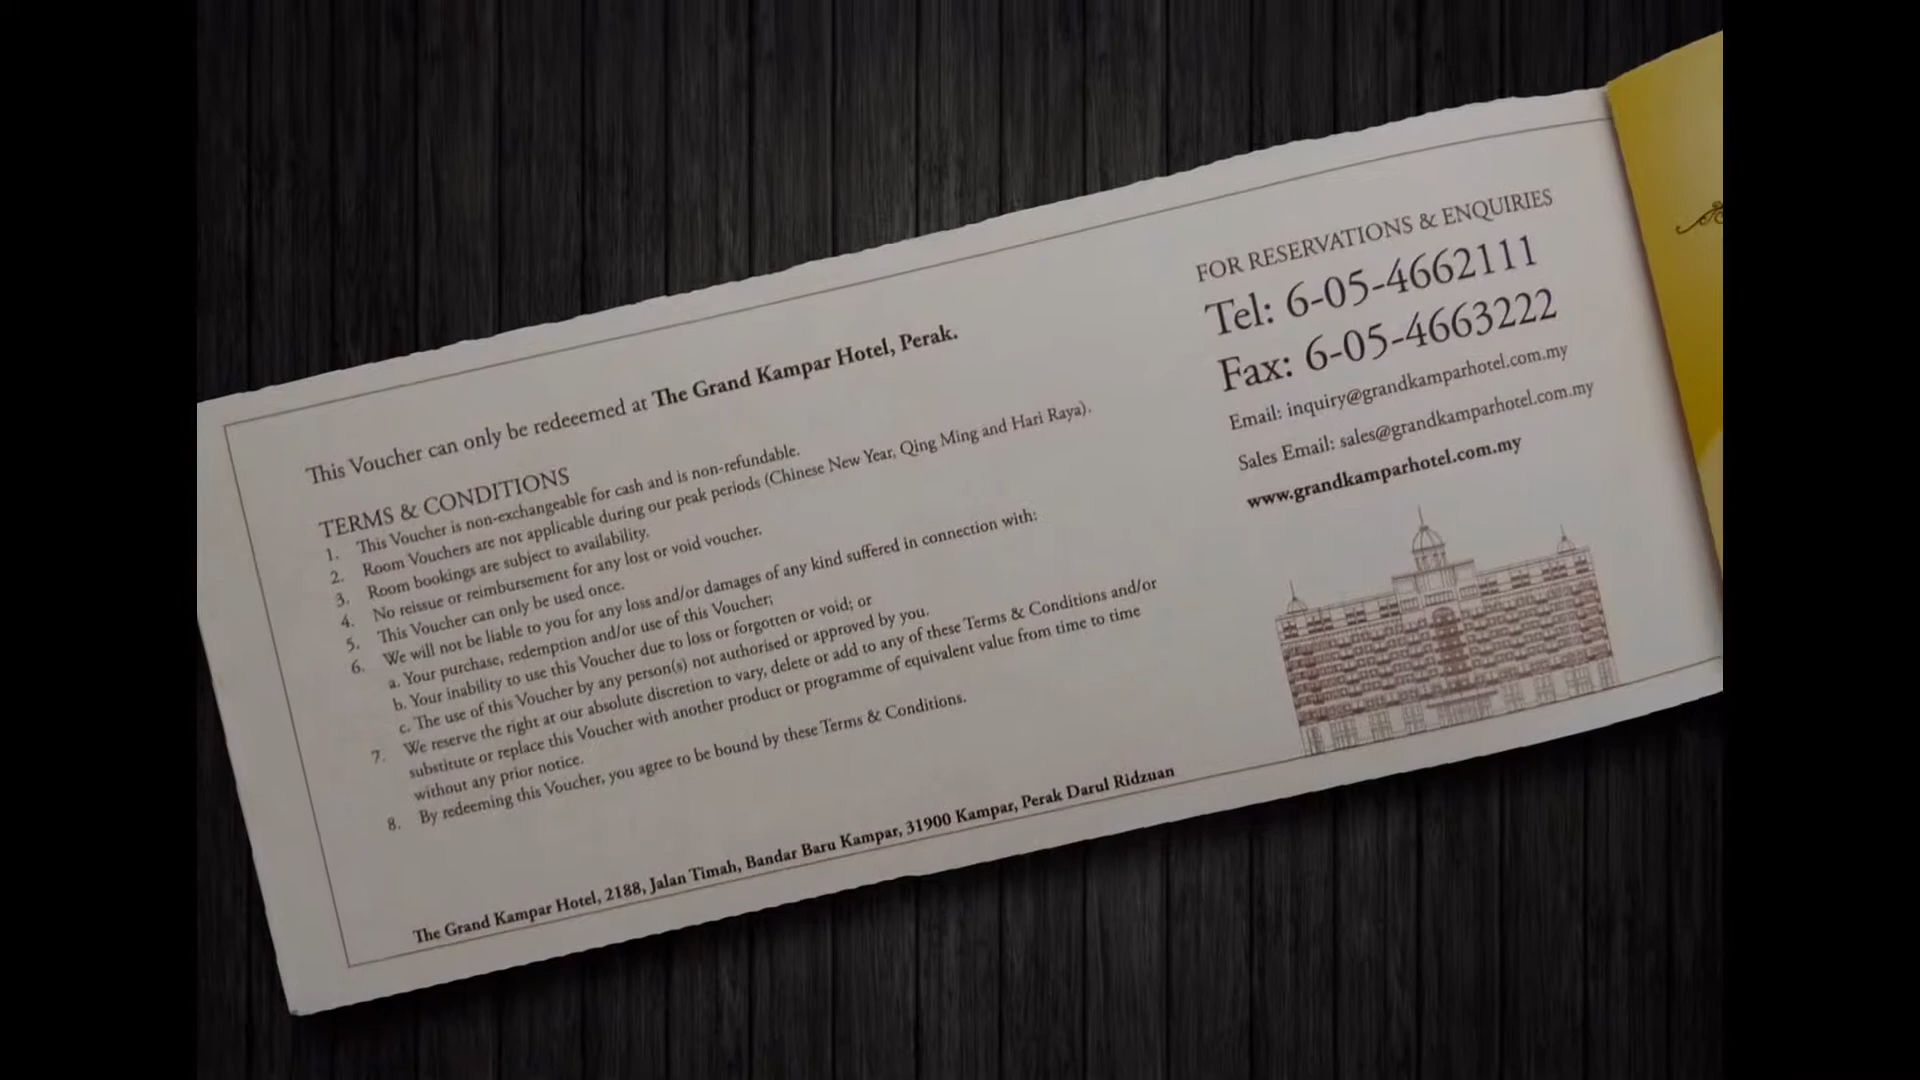 This Voucher can only be redeeemed at The Grand Kampar Hotel, Perak.
TERMS & CONDITIONS
1. This Voucher is non-exchangeable for cash and is non-refundable.
2. Room Vouchers are not applicable during our peak periods (Chinese New Year, Qing Ming and Hari Raya).
3. Room bookings are subject to availability.
4. No reissue or reimbursement for any lost or void voucher.
5. This Voucher can only be used once.
6. We will not be liable to you for any loss and/or damages of any kind suffered in connection with:
a. Your purchase, redemption and/or use of this Voucher;
b. Your inability to use this Voucher due to loss or forgotten or void; or
c. The use of this Voucher by any person(s) not authorised or approved by you.
7. We reserve the right at our absolute discretion to vary, delete or add to any of these Terms & Conditions and/or
substitute or replace this Voucher with another product or programme of equivalent value from time to time
without any prior notice.
8. By redeeming this Voucher, you agree to be bound by these Terms & Conditions.
The Grand Kampar Hotel, 2188, Jalan Timah, Bandar Baru Kampar, 31900 Kampar, Perak Darul Ridzuan
FOR RESERVATIONS & ENQUIRIES
Tel: 6-05-4662111
Fax: 6-05-4663222
Email: inquiry@grandkamparhotel.com.my
Sales Email: sales@grandkamparhotel.com.my
www.grandkamparhotel.com.my